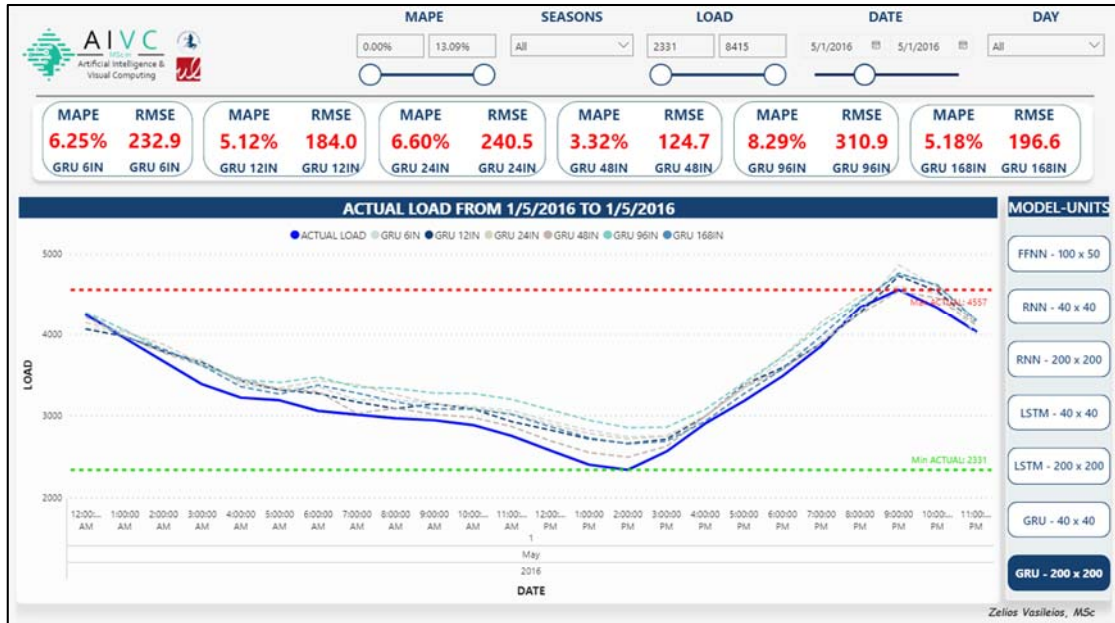 MAPE SEASONS LOAD DATE DAY
AIVC
MSc in
Artificial Intelligence &
Visual Computing
0.00% 13.09% All 2331 8415 5/1/2016 5/1/2016 All
MAPE RMSE MAPE RMSE MAPE RMSE MAPE RMSE MAPE RMSE MAPE RMSE
6.25% 232.9 5.12% 184.0 6.60% 240.5 3.32% 124.7 8.29% 310.9 5.18% 196.6
GRU 6IN GRU 6IN GRU 12IN GRU 12IN GRU 24IN GRU 24IN GRU 48IN GRU 48IN GRU 96IN GRU 96IN GRU 168IN GRU 168IN
ACTUAL LOAD FROM 1/5/2016 TO 1/5/2016
ACTUAL LOAD GRU 6IN GRU 12IN GRU 24IN GRU 48IN GRU 96IN GRU 168IN
5000
4000
3000
2000
LOAD
Max ACTUAL: 4557
Min ACTUAL: 2331
12:00:... 1:00:00 2:00:00 3:00:00 4:00:00 5:00:00 6:00:00 7:00:00 8:00:00 9:00:00 10:00:... 11:00:... 12:00:... 1:00:00 2:00:00 3:00:00 4:00:00 5:00:00 6:00:00 7:00:00 8:00:00 9:00:00 10:00:... 11:00:...
AM AM AM AM AM AM AM AM AM AM AM AM PM PM PM PM PM PM PM PM PM PM PM PM
1
May
2016
DATE
MODEL-UNITS
FFNN - 100 x 50
RNN - 40 x 40
RNN - 200 x 200
LSTM - 40 x 40
LSTM - 200 x 200
GRU - 40 x 40
GRU - 200 x 200
Zelios Vasileios, MSc